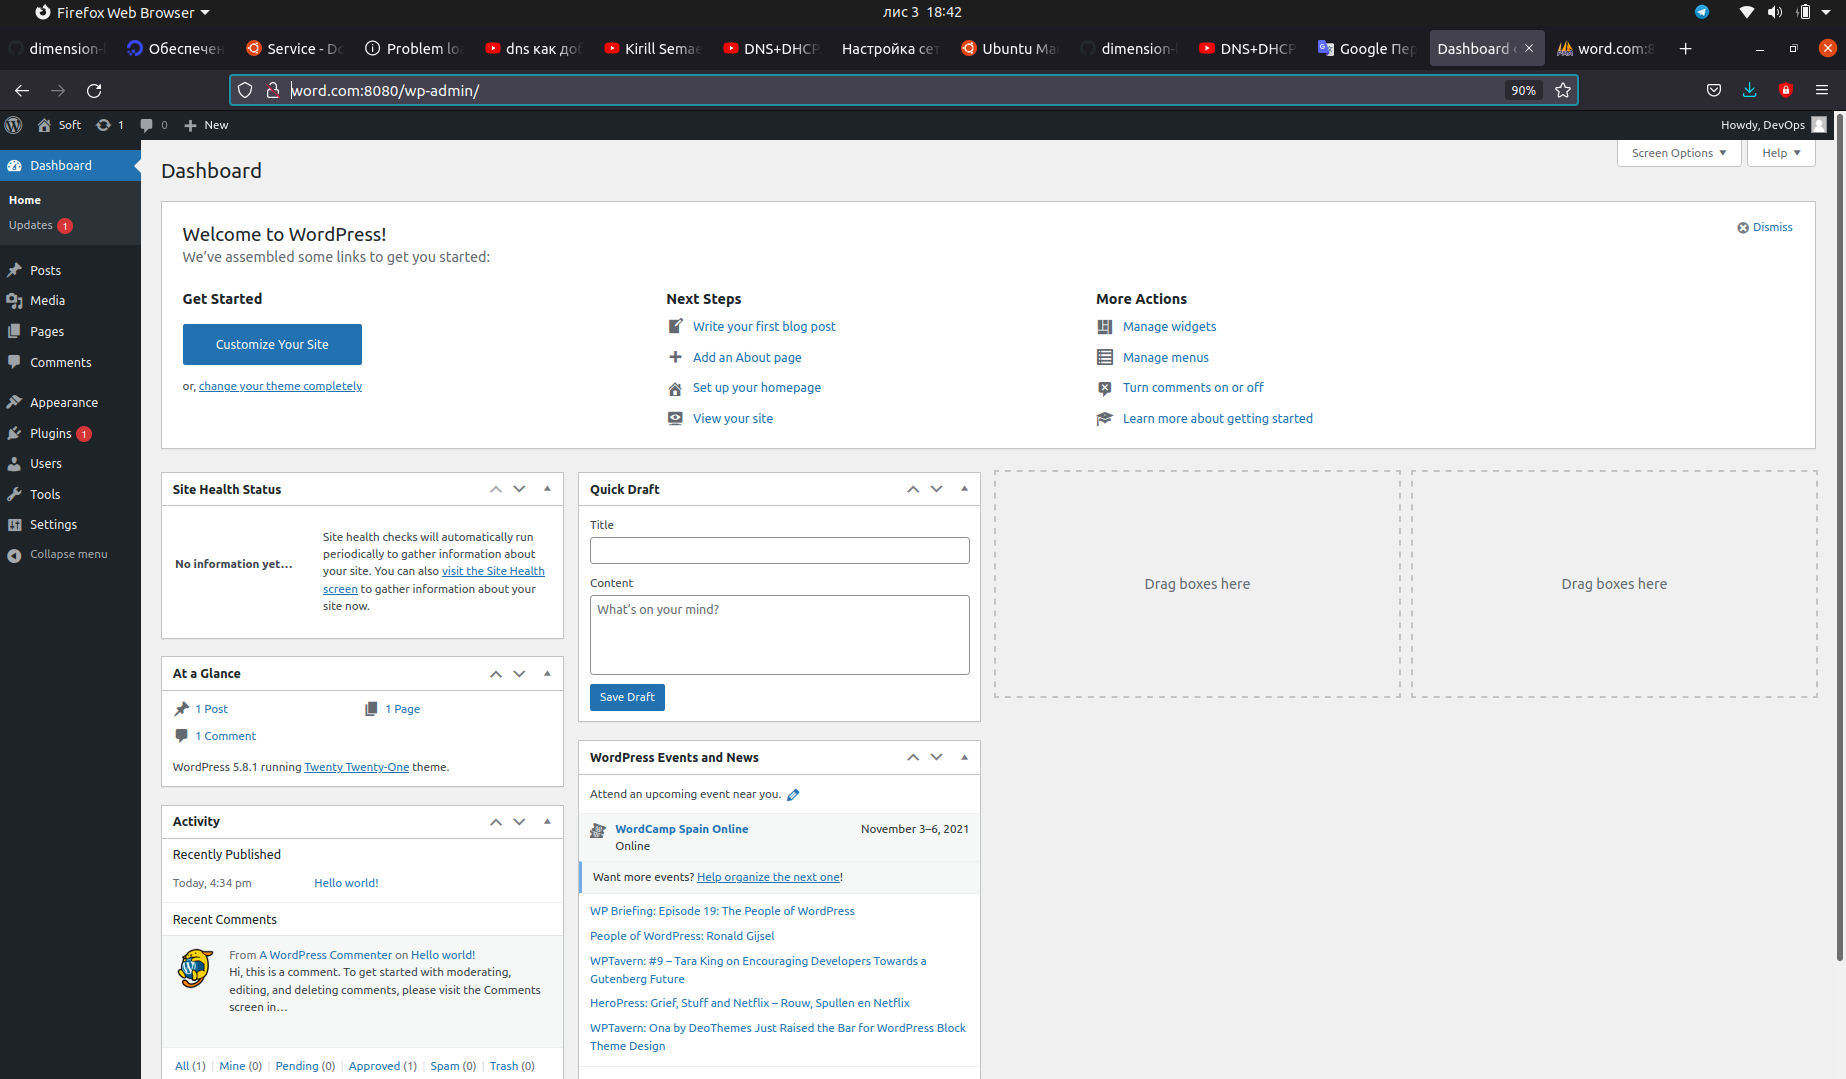 Firefox Web Browser
лис 3 18:42
dimension-
Обеспечен
Service - Do
Problem lo
dns как доб
Kirill Semae
DNS+DHCP
Настройка сет
Ubuntu Ma
dimension-
DNS+DHCP
Google Пер
Dashboard
word.com:8
word.com:8080/wp-admin/
90%
Soft
1
0
New
Howdy, DevOps
Dashboard
Home
Updates 1
Posts
Media
Pages
Comments
Appearance
Plugins 1
Users
Tools
Settings
Collapse menu
Dashboard
Screen Options
Help
Welcome to WordPress!
We've assembled some links to get you started:
Dismiss
Get Started
Customize Your Site
or, change your theme completely
Next Steps
Write your first blog post
Add an About page
Set up your homepage
View your site
More Actions
Manage widgets
Manage menus
Turn comments on or off
Learn more about getting started
Site Health Status
No information yet…
Site health checks will automatically run
periodically to gather information about
your site. You can also visit the Site Health
screen to gather information about your
site now.
At a Glance
1 Post
1 Page
1 Comment
WordPress 5.8.1 running Twenty Twenty-One theme.
Activity
Recently Published
Today, 4:34 pm
Hello world!
Recent Comments
From A WordPress Commenter on Hello world!
Hi, this is a comment. To get started with moderating,
editing, and deleting comments, please visit the Comments
screen in…
All (1) | Mine (0) | Pending (0) | Approved (1) | Spam (0) | Trash (0)
Quick Draft
Title
Content
What's on your mind?
Save Draft
WordPress Events and News
Attend an upcoming event near you.
WordCamp Spain Online
November 3–6, 2021
Online
Want more events? Help organize the next one!
WP Briefing: Episode 19: The People of WordPress
People of WordPress: Ronald Gijsel
WPTavern: #9 – Tara King on Encouraging Developers Towards a
Gutenberg Future
HeroPress: Grief, Stuff and Netflix – Rouw, Spullen en Netflix
WPTavern: Ona by DeoThemes Just Raised the Bar for WordPress Block
Theme Design
Drag boxes here
Drag boxes here